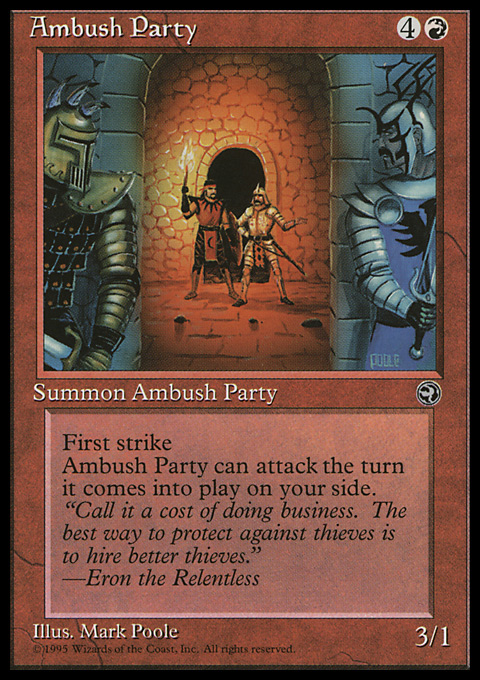 Ambush Party 4
POOLE
Summon Ambush Party
First strike
Ambush Party can attack the turn
it comes into play on your side.
“Call it a cost of doing business. The
best way to protect against thieves is
to hire better thieves.”
—Eron the Relentless
Illus. Mark Poole
3/1
©1995 Wizards of the Coast, Inc. All rights reserved.